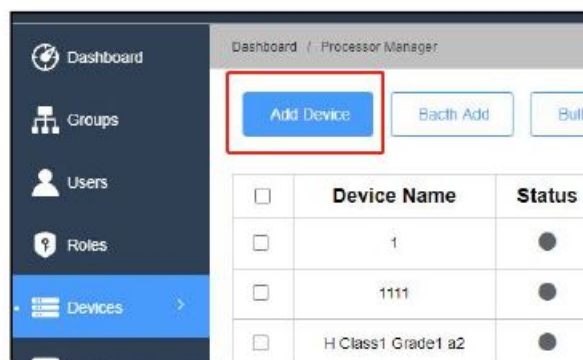 Dashboard
Groups
Users
Roles
Devices
Dashboard / Processor Manager
Add Device
Bacth Add
Bull
Device Name Status
1
1111
H Class1 Grade1 a2